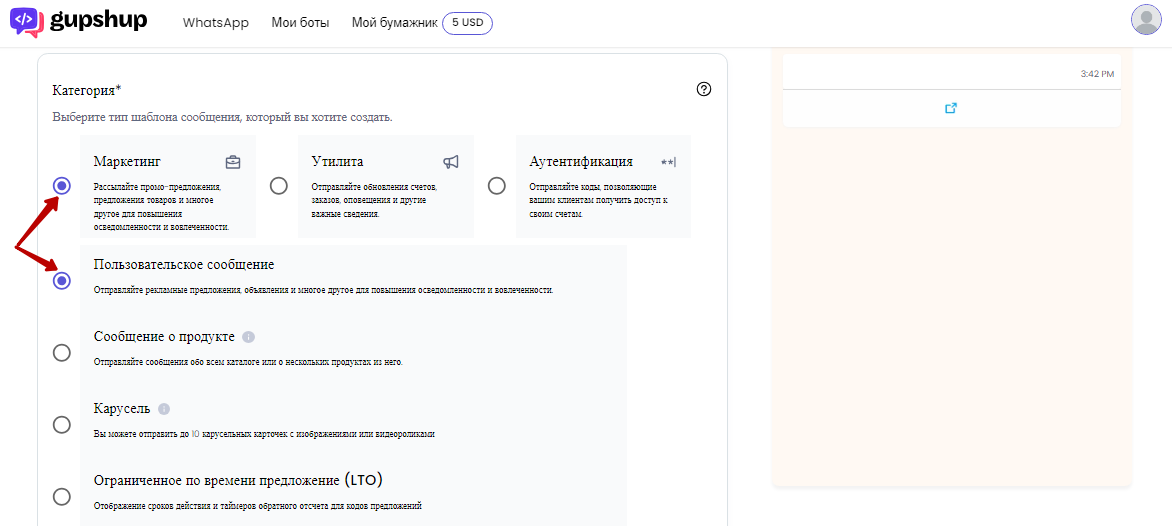 gupshup WhatsApp Мои боты Мой бумажник 5 USD
3:42 PM
Категория*
Выберите тип шаблона сообщения, который вы хотите создать.
Маркетинг
Рассылайте промо-предложения,
предложения товаров и многое
другое для повышения
осведомленности и вовлеченности.
Утилита
Отправляйте обновления счетов,
заказов, оповещения и другие
важные сведения.
Аутентификация
Отправляйте коды, позволяющие
вашим клиентам получить доступ к
своим счетам.
Пользовательское сообщение
Отправляйте рекламные предложения, объявления и многое другое для повышения осведомленности и вовлеченности.
Сообщение о продукте
Отправляйте сообщения обо всем каталоге или о нескольких продуктах из него.
Карусель
Вы можете отправить до 10 карусельных карточек с изображениями или видеороликами
Ограниченное по времени предложение (LTO)
Отображение сроков действия и таймеров обратного отсчета для кодов предложений